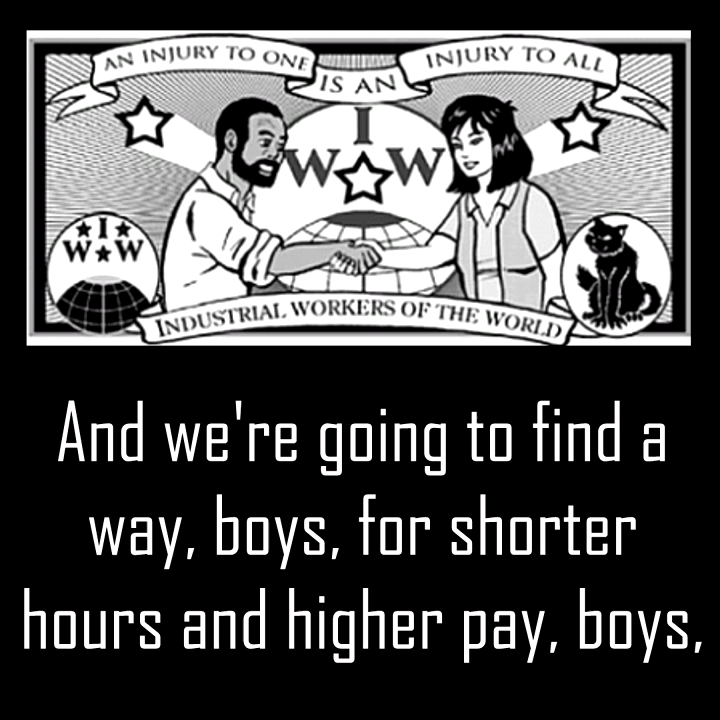 AN INJURY TO ONE
IS AN
INJURY TO ALL
I
W W
I
W W
INDUSTRIAL WORKERS OF THE WORLD
And we're going to find a
way, boys, for shorter
hours and higher pay, boys,